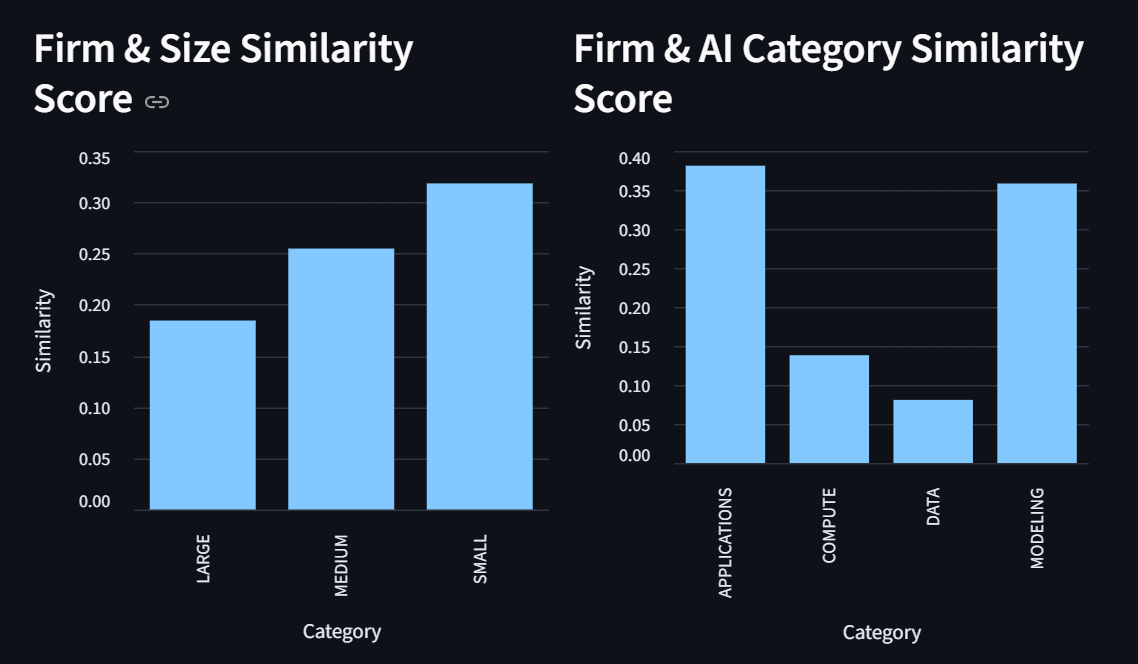 Firm & Size Similarity
Score
0.35
0.30
0.25
0.20
0.15
0.10
0.05
0.00
Similarity
LARGE
MEDIUM
SMALL
Category
Firm & AI Category Similarity
Score
0.40
0.35
0.30
0.25
0.20
0.15
0.10
0.05
0.00
Similarity
APPLICATIONS
COMPUTE
DATA
MODELING
Category